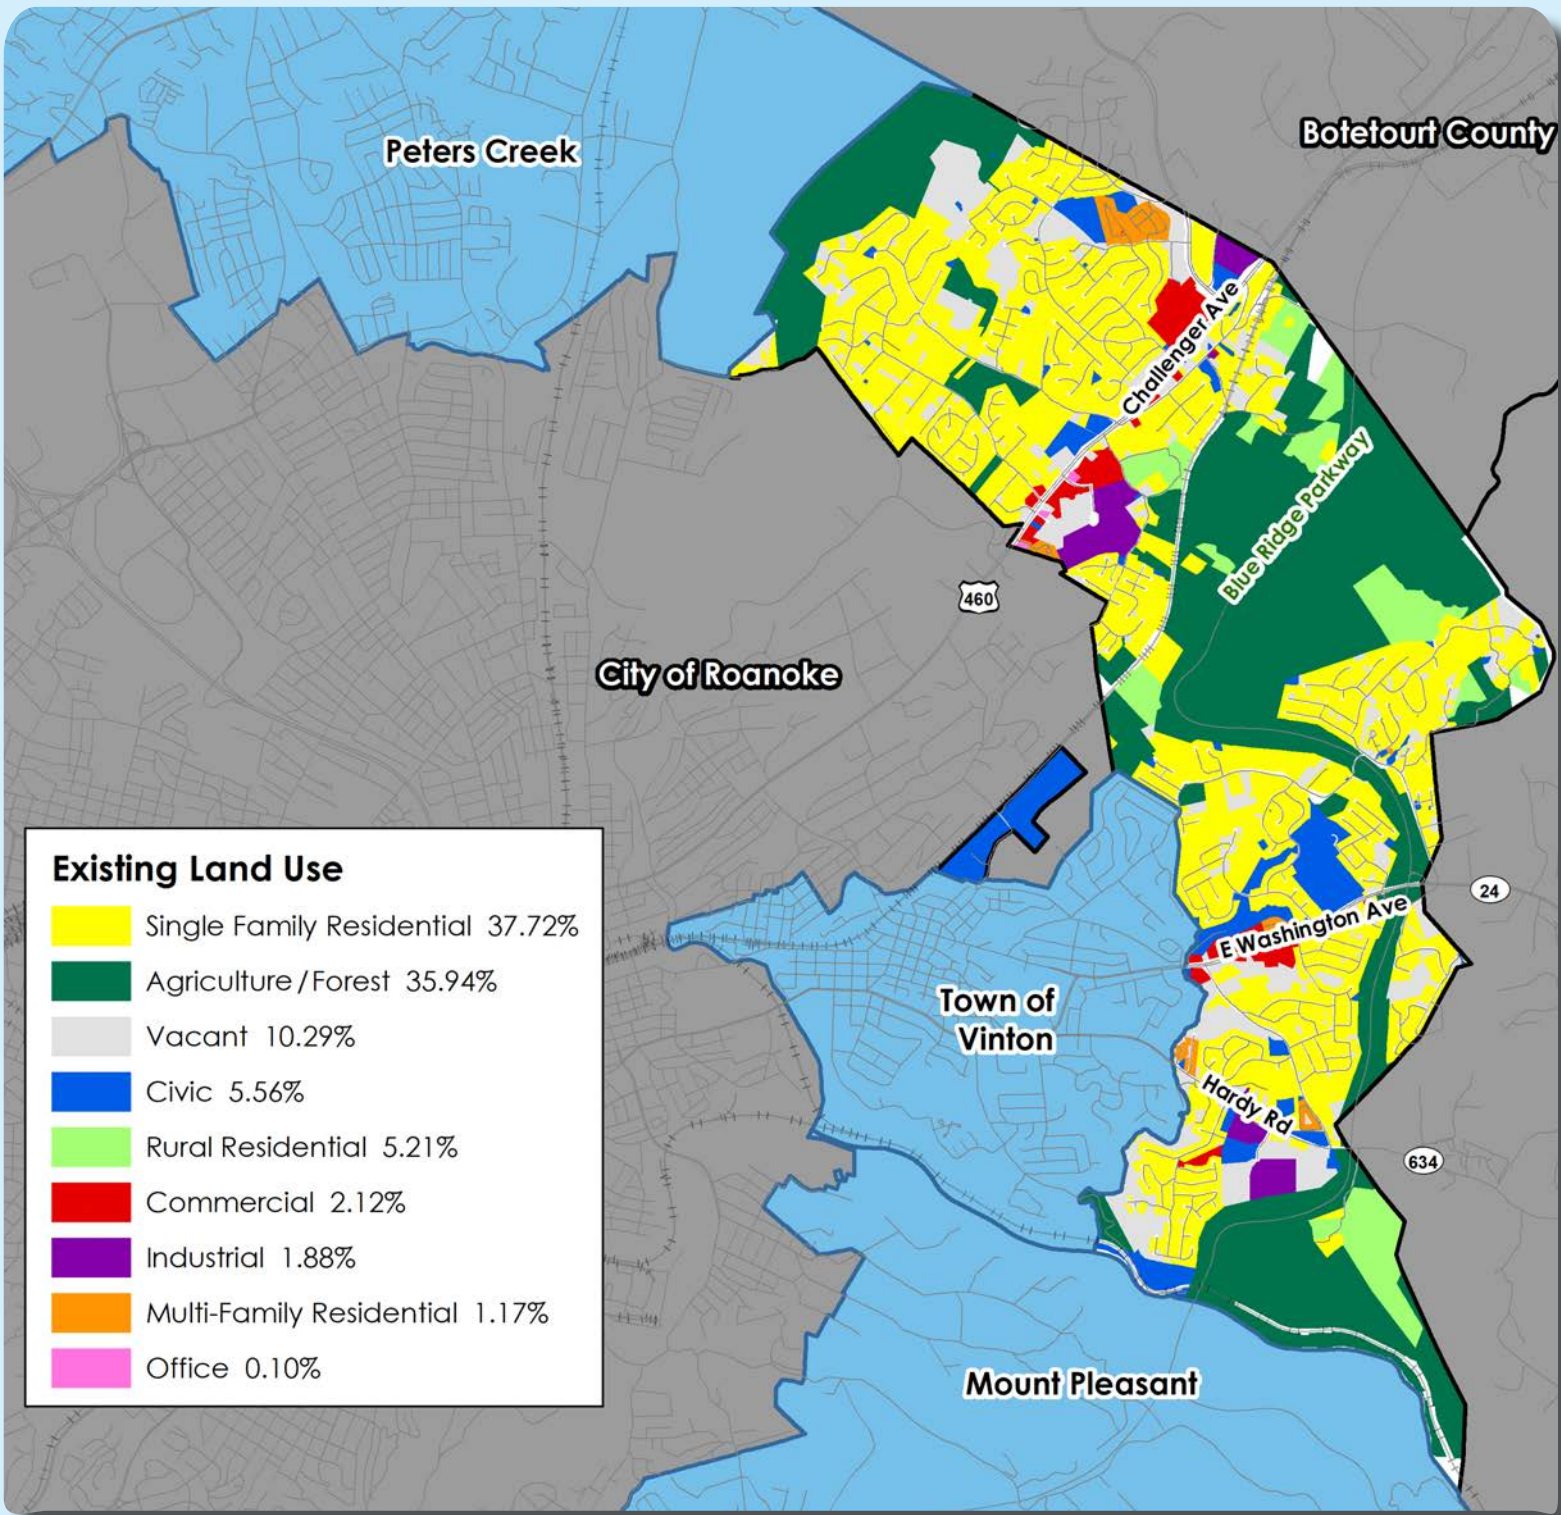 Peters Creek
Botetourt County
Challenger Ave
Blue Ridge Parkway
460
City of Roanoke
24
E Washington Ave
Town of
Vinton
Hardy Rd
634
Mount Pleasant
Existing Land Use
Single Family Residential 37.72%
Agriculture/Forest 35.94%
Vacant 10.29%
Civic 5.56%
Rural Residential 5.21%
Commercial 2.12%
Industrial 1.88%
Multi-Family Residential 1.17%
Office 0.10%